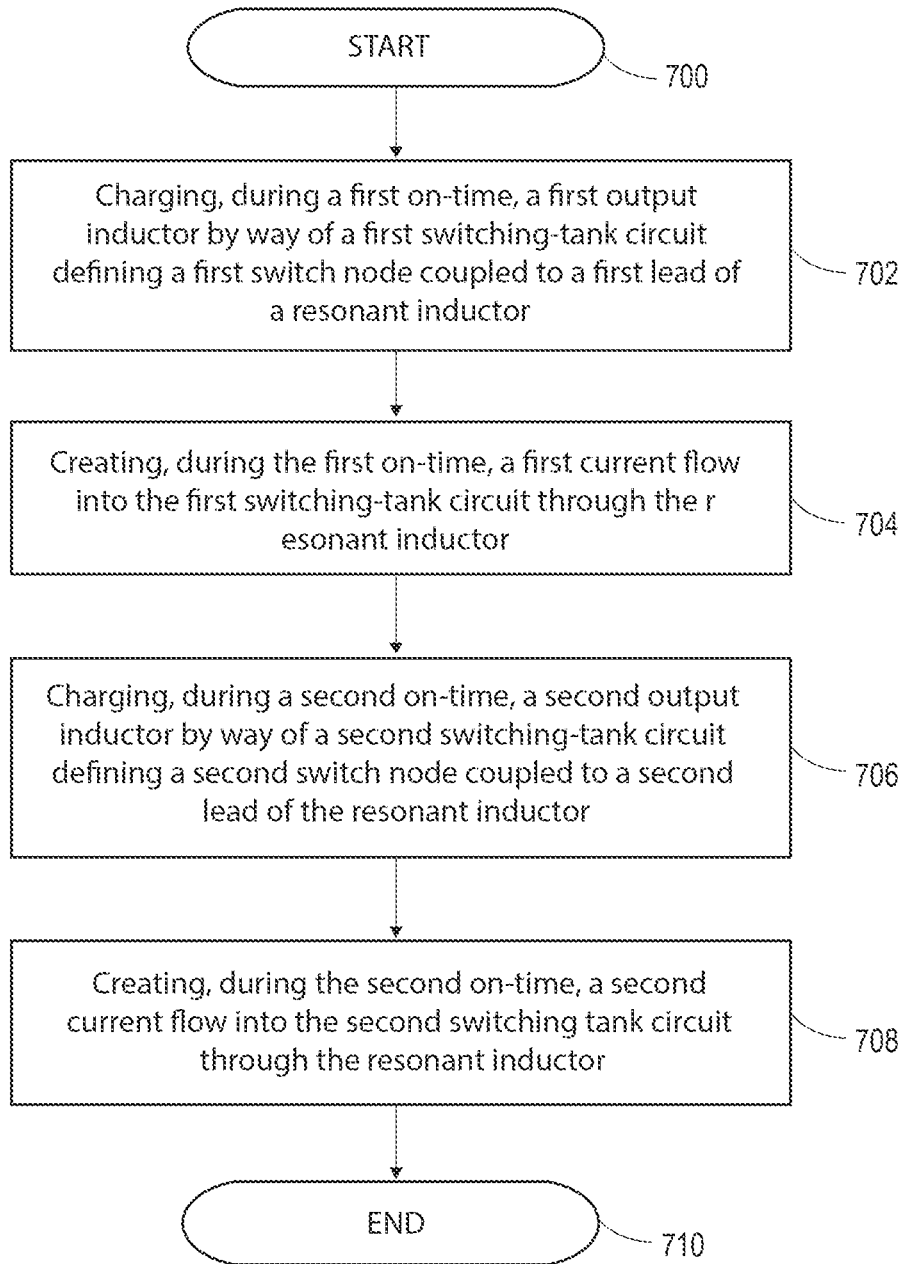 START
700
Charging, during a first on-time, a first output
inductor by way of a first switching-tank circuit
defining a first switch node coupled to a first lead of
a resonant inductor
702
Creating, during the first on-time, a first current flow
into the first switching-tank circuit through the r
esonant inductor
704
Charging, during a second on-time, a second output
inductor by way of a second switching-tank circuit
defining a second switch node coupled to a second
lead of the resonant inductor
706
Creating, during the second on-time, a second
current flow into the second switching tank circuit
through the resonant inductor
708
END
710